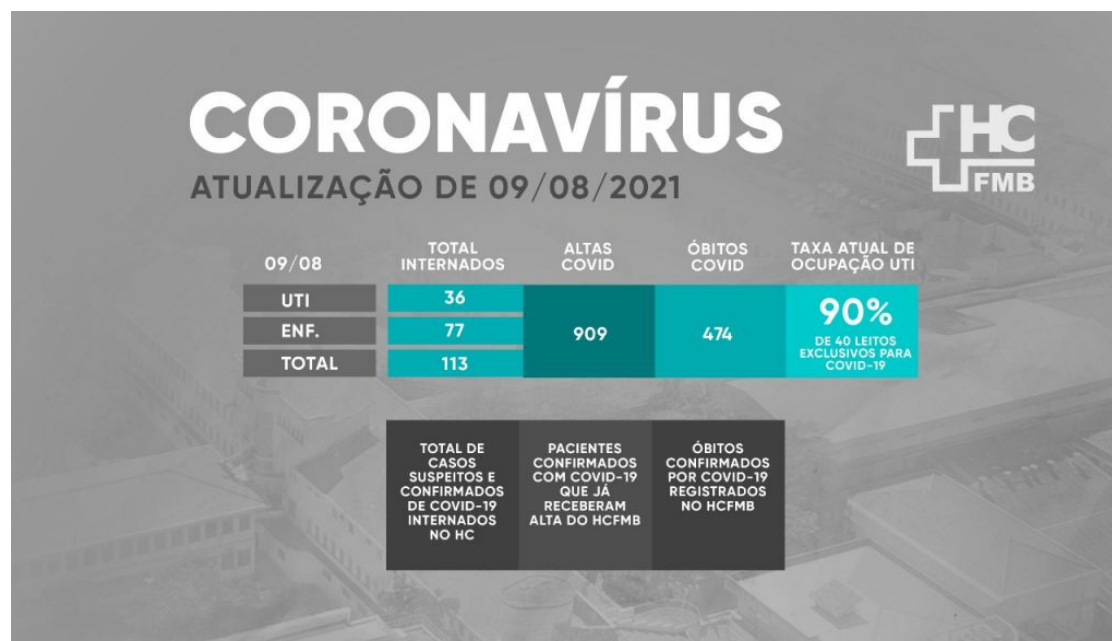 CORONAVÍRUS
ATUALIZAÇÃO DE 09/08/2021
HC
FMB
09/08
TOTAL
INTERNADOS
ALTAS
COVID
ÓBITOS
COVID
TAXA ATUAL DE
OCUPAÇÃO UTI
UTI
36
ENF.
77
TOTAL
113
909
474
90%
DE 40 LEITOS
EXCLUSIVOS PARA
COVID-19
TOTAL DE
CASOS
SUSPEITOS E
CONFIRMADOS
DE COVID-19
INTERNADOS
NO HC
PACIENTES
CONFIRMADOS
COM COVID-19
QUE JÁ
RECEBERAM
ALTA DO HCFMB
ÓBITOS
CONFIRMADOS
POR COVID-19
REGISTRADOS
NO HCFMB